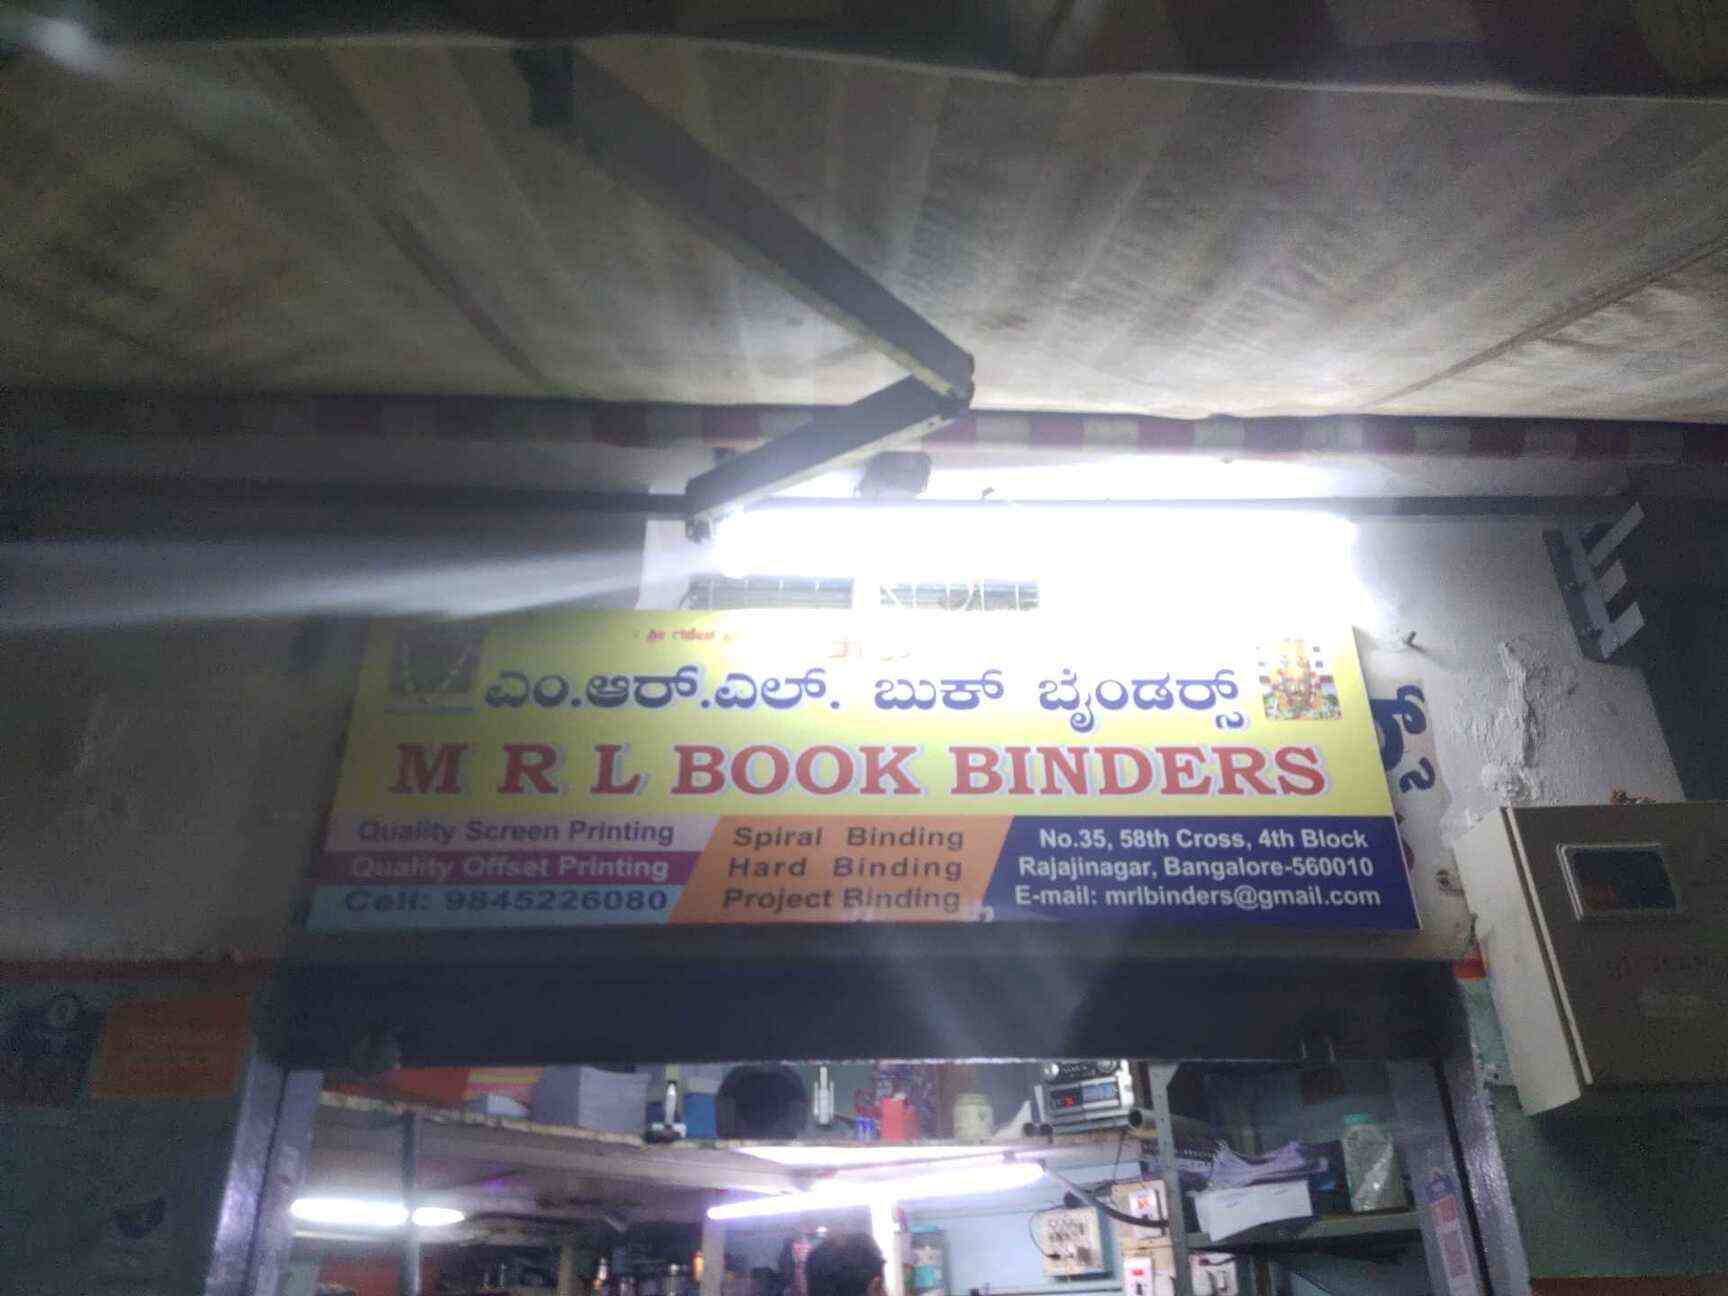 ಎಂ.ಆರ್.ಎಲ್. ಬುಕ್ ಬೈಂಡರ್ಸ್
M R L BOOK BINDERS
Quality Screen Printing
Quality Offset Printing
Cell: 9845226080
Spiral Binding
Hard Binding
Project Binding
No.35, 58th Cross, 4th Block
Rajajinagar, Bangalore-560010
E-mail: mrlbinders@gmail.com